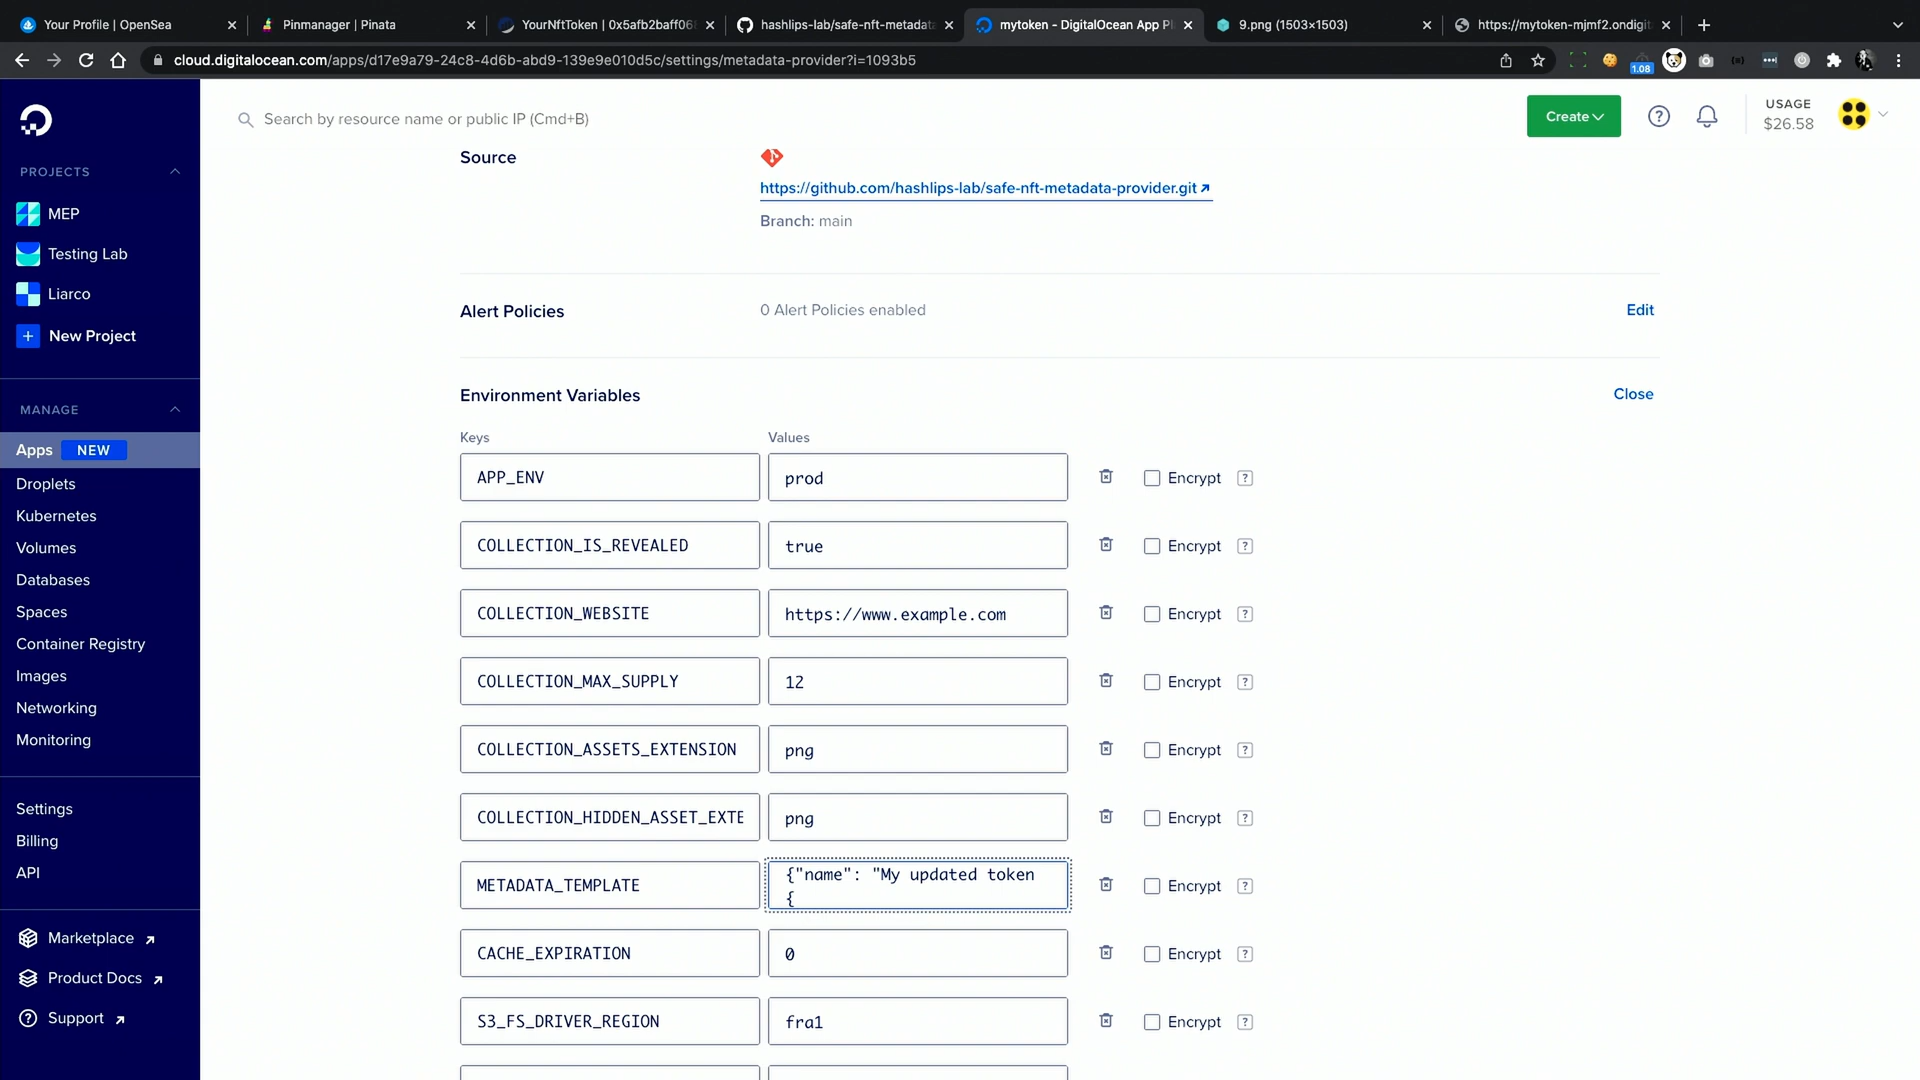 Your Profile | OpenSea
Pinmanager | Pinata
YourNftToken | 0x5afb2baff06
hashlips-lab/safe-nft-metadata
mytoken - DigitalOcean App Pl
9.png (1503×1503)
https://mytoken-mjmf2.ondigit
cloud.digitalocean.com/apps/d17e9a79-24c8-4d6b-abd9-139e9e010d5c/settings/metadata-provider?i=1093b5
1.08
Search by resource name or public IP (Cmd+B)
Create
USAGE
$26.58
PROJECTS
MEP
Testing Lab
Liarco
New Project
MANAGE
Apps NEW
Droplets
Kubernetes
Volumes
Databases
Spaces
Container Registry
Images
Networking
Monitoring
Settings
Billing
API
Marketplace
Product Docs
Support
Source
https://github.com/hashlips-lab/safe-nft-metadata-provider.git
Branch: main
Alert Policies
0 Alert Policies enabled
Edit
Environment Variables
Close
Keys
Values
APP_ENV
prod
Encrypt ?
COLLECTION_IS_REVEALED
true
Encrypt ?
COLLECTION_WEBSITE
https://www.example.com
Encrypt ?
COLLECTION_MAX_SUPPLY
12
Encrypt ?
COLLECTION_ASSETS_EXTENSION
png
Encrypt ?
COLLECTION_HIDDEN_ASSET_EXTE
png
Encrypt ?
METADATA_TEMPLATE
{"name": "My updated token
{
Encrypt ?
CACHE_EXPIRATION
0
Encrypt ?
S3_FS_DRIVER_REGION
fra1
Encrypt ?